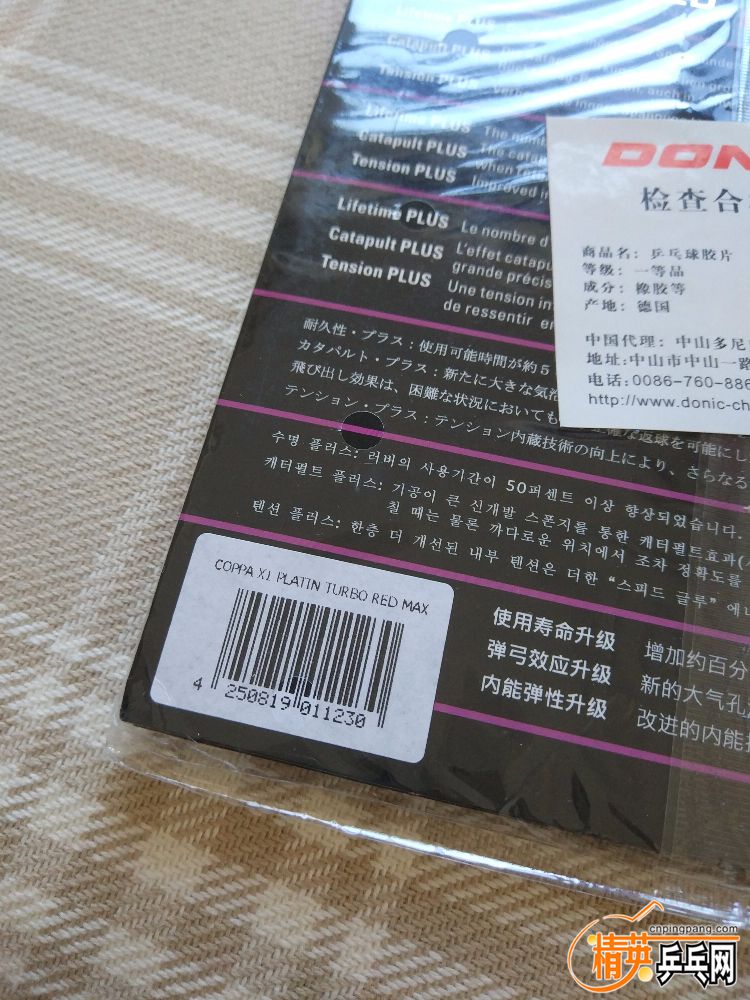 Lifetime PLUS
Catapult PLUS
Tension PLUS
Lifetime PLUS The
Catapult PLUS The cata
Tension PLUS When
Improved
Lifetime PLUS Le nombre d'
Catapult PLUS L'effet catapu
grande précis
Tension PLUS Une tension in
de ressentir en
DON
检查合
商品名: 乒乓球胶片
等级: 一等品
成分: 橡胶等
产地: 德国
中国代理: 中山多尼
地址:中山市中山一路
电话:0086-760-886
http://www.donic-ch
耐久性・プラス:使用可能時間が約5
カタパルト・プラス:新たに大きな気泡
飛び出し効果は、困難な状況においても
な返球を可能にし
テンション・プラス:テンション内蔵技術の向上により、さらなる
수명 플러스: 러버의 사용기간이 50퍼센트 이상 향상되었습니다.
캐터펄트 플러스: 기공이 큰 신개발 스폰지를 통한 캐터펄트효과(
칠 때는 물론 까다로운 위치에서 조차 정확도를
텐션 플러스: 한층 더 개선된 내부 텐션은 더한 "스피드 글루" 에너
COPPA X1 PLATIN TURBO RED MAX
4 250819 011230
使用寿命升级 增加约百分
弹弓效应升级 新的大气孔
内能弹性升级 改进的内能
cnpingpang.com
精英乒乓网